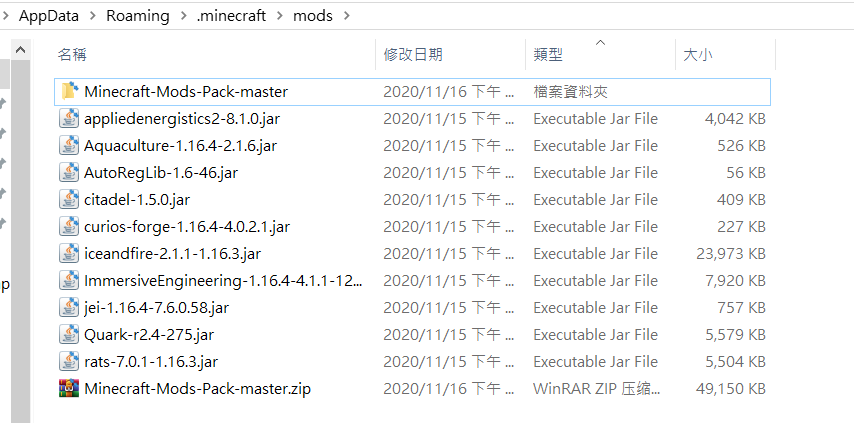 AppData > Roaming > .minecraft > mods >
名稱 修改日期 類型 大小
Minecraft-Mods-Pack-master 2020/11/16 下午 ... 檔案資料夾
appliedenergistics2-8.1.0.jar 2020/11/15 下午 ... Executable Jar File 4,042 KB
Aquaculture-1.16.4-2.1.6.jar 2020/11/15 下午 ... Executable Jar File 526 KB
AutoRegLib-1.6-46.jar 2020/11/15 下午 ... Executable Jar File 56 KB
citadel-1.5.0.jar 2020/11/15 下午 ... Executable Jar File 409 KB
curios-forge-1.16.4-4.0.2.1.jar 2020/11/15 下午 ... Executable Jar File 227 KB
iceandfire-2.1.1-1.16.3.jar 2020/11/15 下午 ... Executable Jar File 23,973 KB
ImmersiveEngineering-1.16.4-4.1.1-12... 2020/11/15 下午 ... Executable Jar File 7,920 KB
jei-1.16.4-7.6.0.58.jar 2020/11/15 下午 ... Executable Jar File 757 KB
Quark-r2.4-275.jar 2020/11/15 下午 ... Executable Jar File 5,579 KB
rats-7.0.1-1.16.3.jar 2020/11/15 下午 ... Executable Jar File 5,504 KB
Minecraft-Mods-Pack-master.zip 2020/11/16 下午 ... WinRAR ZIP 压缩... 49,150 KB